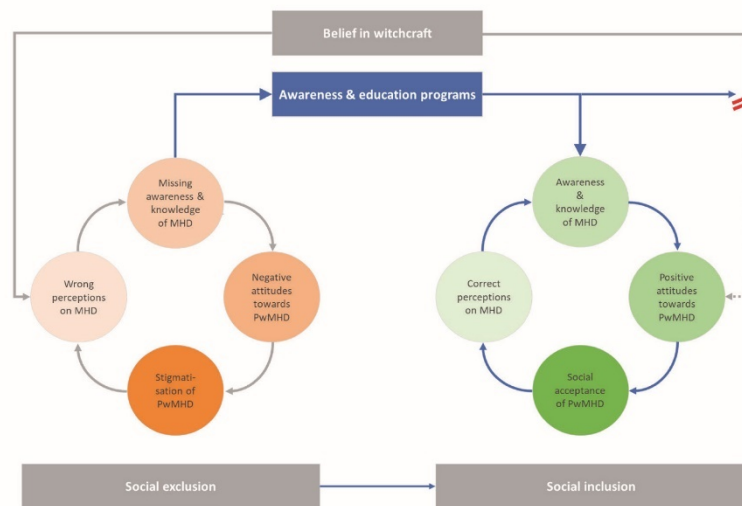 Belief in witchcraft
Awareness & education programs
Missing
awareness &
knowledge
of MHD
Wrong
perceptions
on MHD
Negative
attitudes
towards
PwMHD
Stigmati-
sation of
PwMHD
Awareness
&
knowledge
of MHD
Correct
perceptions
on MHD
Positive
attitudes
towards
PwMHD
Social
acceptance
of PwMHD
Social exclusion
Social inclusion